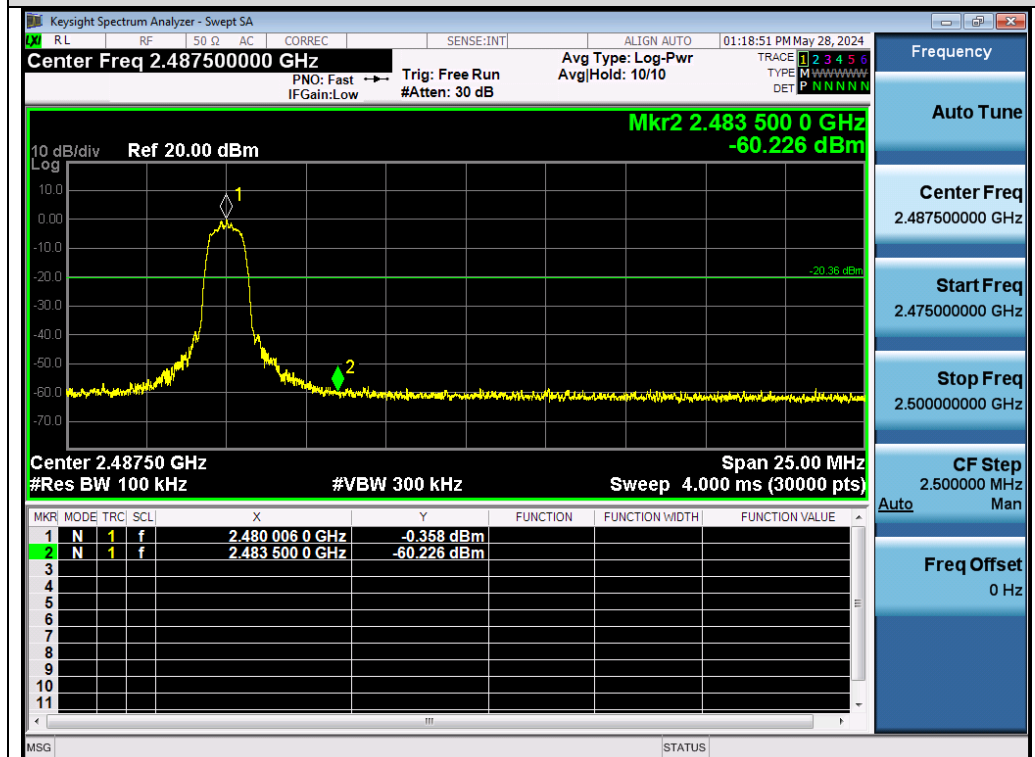 Keysight Spectrum Analyzer - Swept SA
LXI RL RF 50 Ω AC CORREC SENSE:INT ALIGN AUTO 01:18:51 PM May 28, 2024
Center Freq 2.487500000 GHz
PNO: Fast
IFGain:Low
Trig: Free Run
#Atten: 30 dB
Avg Type: Log-Pwr
Avg|Hold: 10/10
TRACE 1 2 3 4 5 6
TYPE M WWWWW
DET P N N N N N
Mkr2 2.483 500 0 GHz
-60.226 dBm
10 dB/div Ref 20.00 dBm
Log
10.0
0.00
-10.0
-20.0
-30.0
-40.0
-50.0
-60.0
-70.0
1
2
-20.36 dBm
Center 2.48750 GHz Span 25.00 MHz
#Res BW 100 kHz #VBW 300 kHz Sweep 4.000 ms (30000 pts)
MKR MODE TRC SCL X Y FUNCTION FUNCTION WIDTH FUNCTION VALUE
1 N 1 f 2.480 006 0 GHz -0.358 dBm
2 N 1 f 2.483 500 0 GHz -60.226 dBm
3
4
5
6
7
8
9
10
11
MSG STATUS
Frequency
Auto Tune
Center Freq
2.487500000 GHz
Start Freq
2.475000000 GHz
Stop Freq
2.500000000 GHz
CF Step
2.500000 MHz
Auto Man
Freq Offset
0 Hz